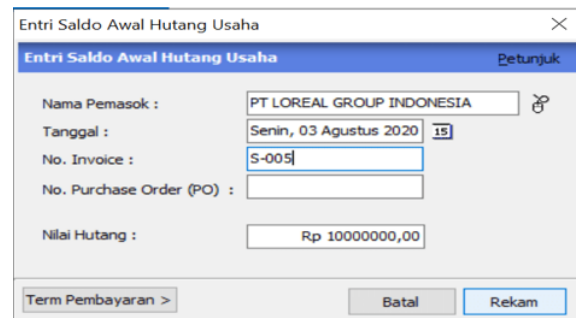 Entri Saldo Awal Hutang Usaha
Entri Saldo Awal Hutang Usaha Petunjuk
Nama Pemasok : PT LOREAL GROUP INDONESIA
Tanggal : Senin, 03 Agustus 2020 15
No. Invoice : S-005
No. Purchase Order (PO) :
Nilai Hutang : Rp 10000000,00
Term Pembayaran > Batal Rekam